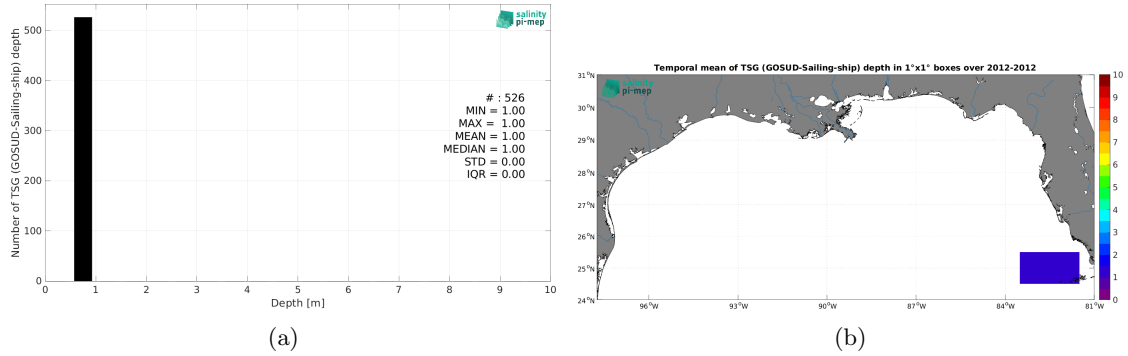 salinity
pi-mep
500
400
300
200
100
0
Number of TSG (GOSUD-Sailing-ship) depth
# : 526
MIN = 1.00
MAX = 1.00
MEAN = 1.00
MEDIAN = 1.00
STD = 0.00
IQR = 0.00
0 1 2 3 4 5 6 7 8 9 10
Depth [m]
(a)
Temporal mean of TSG (GOSUD-Sailing-ship) depth in 1°x1° boxes over 2012-2012
salinity
pi-mep
31°N
30°N
29°N
28°N
27°N
26°N
25°N
24°N
96°W 93°W 90°W 87°W 84°W 81°W
10
9
8
7
6
5
4
3
2
1
0
(b)